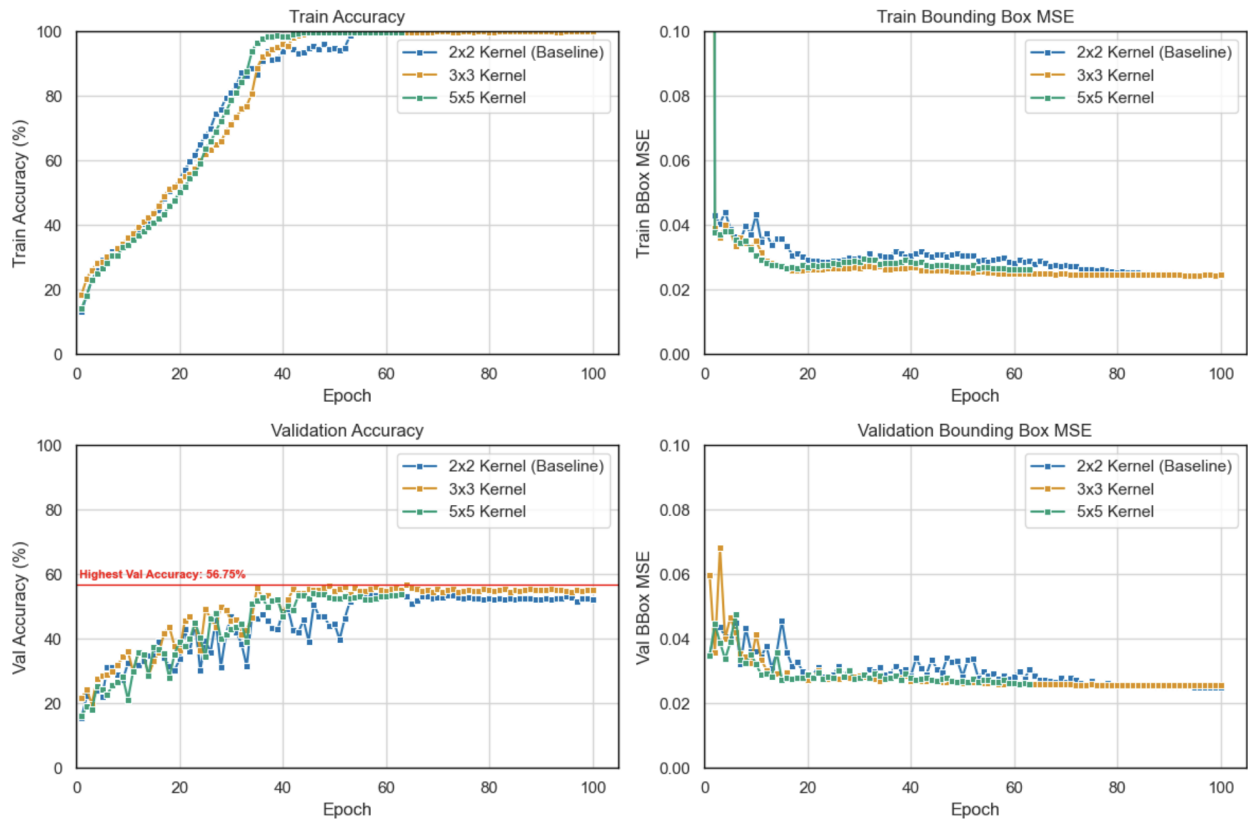 Train Accuracy
Train Accuracy (%)
100
80
60
40
20
0
2x2 Kernel (Baseline)
3x3 Kernel
5x5 Kernel
0 20 40 60 80 100
Epoch
Train Bounding Box MSE
Train BBox MSE
0.10
0.08
0.06
0.04
0.02
0.00
2x2 Kernel (Baseline)
3x3 Kernel
5x5 Kernel
0 20 40 60 80 100
Epoch
Validation Accuracy
Val Accuracy (%)
100
80
60
40
20
0
2x2 Kernel (Baseline)
3x3 Kernel
5x5 Kernel
Highest Val Accuracy: 56.75%
0 20 40 60 80 100
Epoch
Validation Bounding Box MSE
Val BBox MSE
0.10
0.08
0.06
0.04
0.02
0.00
2x2 Kernel (Baseline)
3x3 Kernel
5x5 Kernel
0 20 40 60 80 100
Epoch